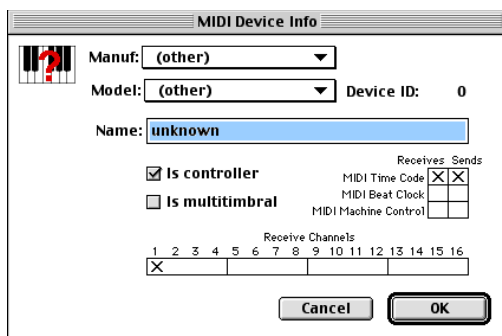 MIDI Device Info
Manuf: (other)
Model: (other) Device ID: 0
Name: unknown
Is controller
Is multitimbral
Receives Sends
MIDI Time Code
MIDI Beat Clock
MIDI Machine Control
Receive Channels
1 2 3 4 5 6 7 8 9 10 11 12 13 14 15 16
Cancel OK